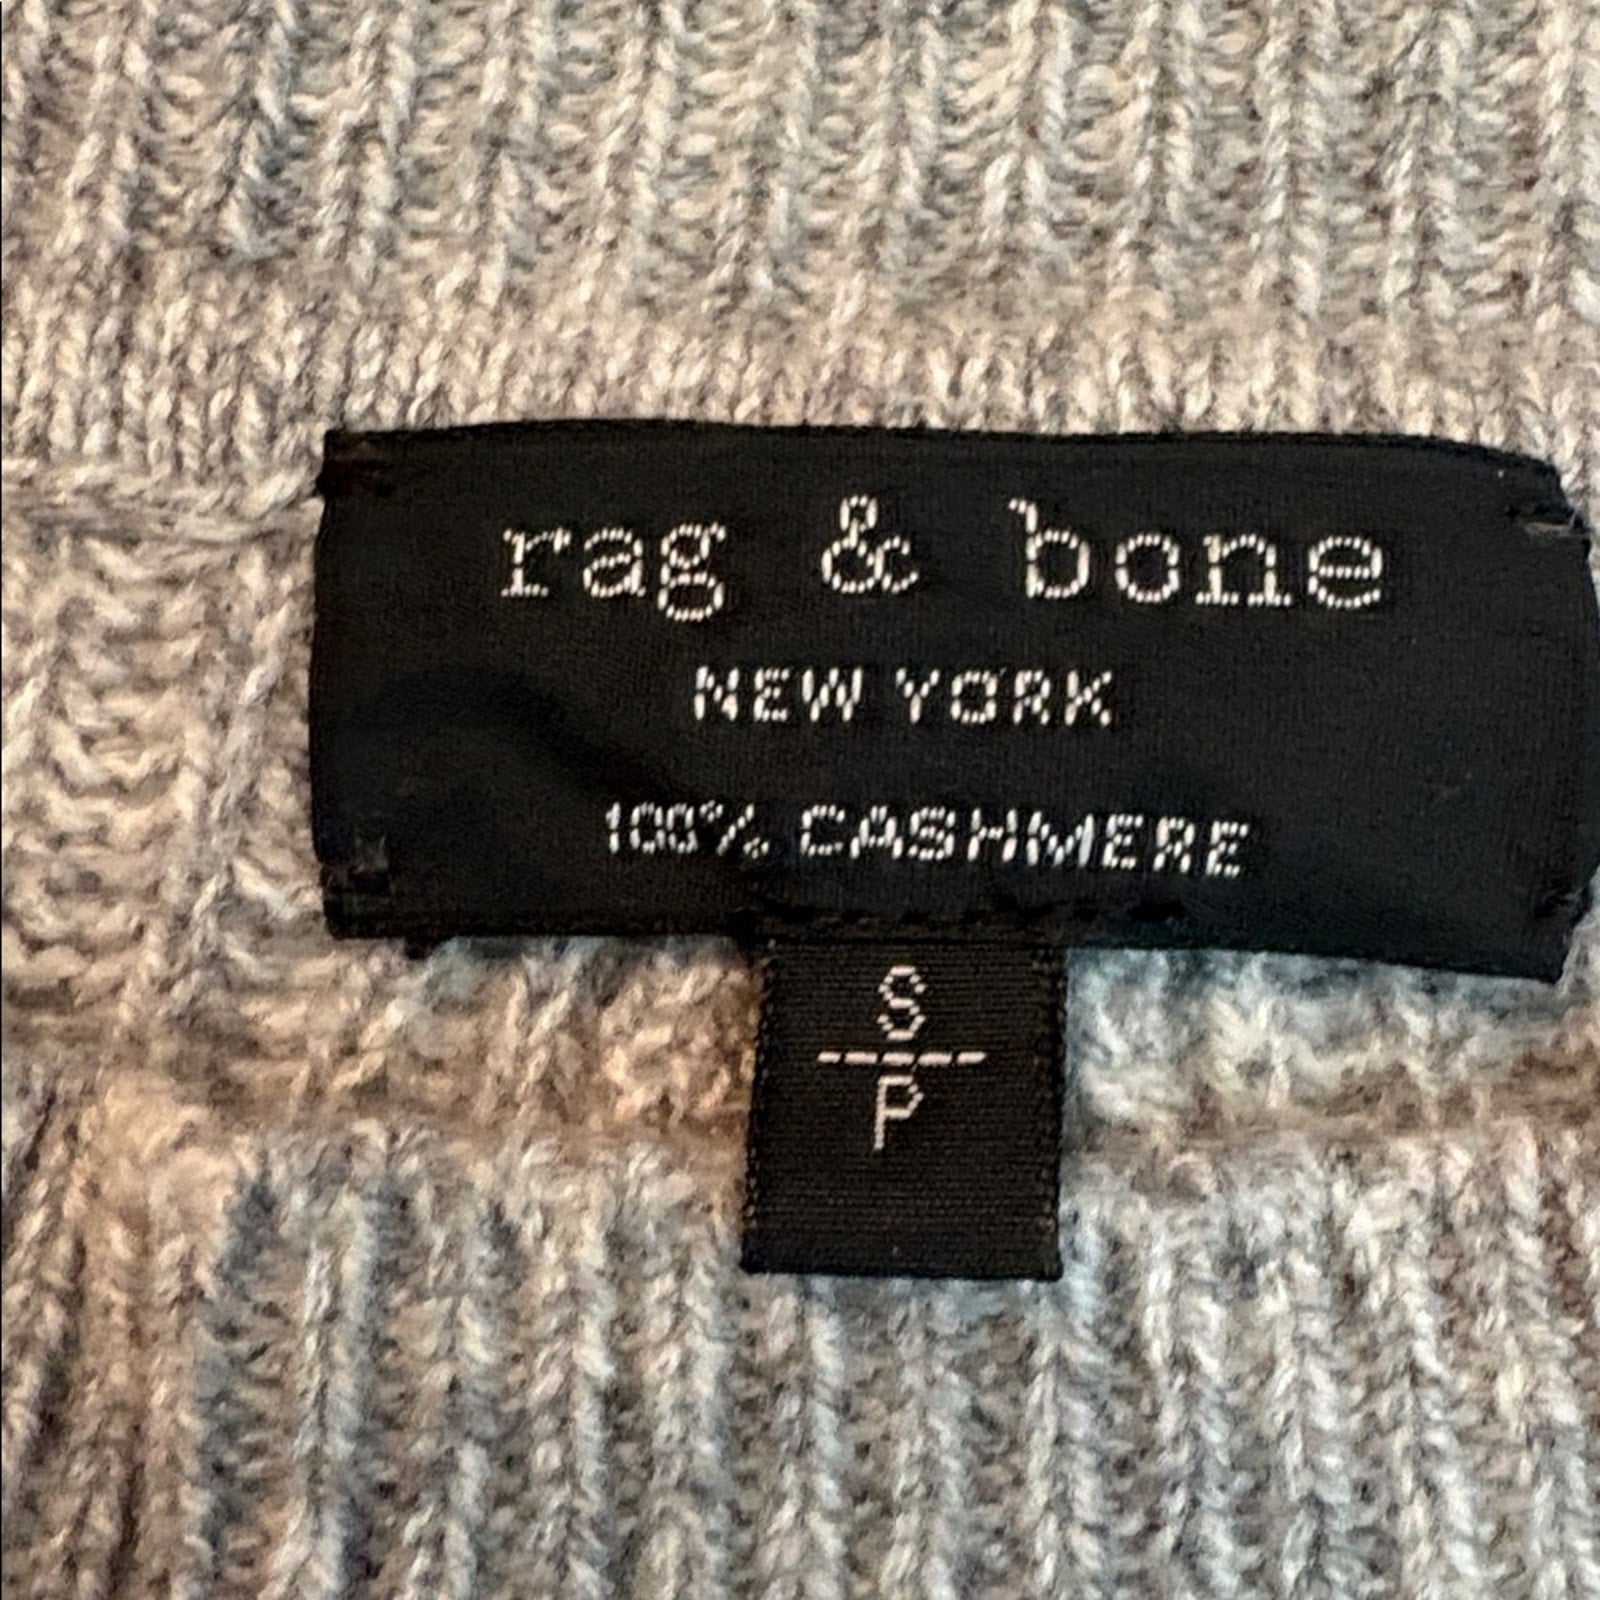 rag & bone
NEW YORK
100% CASHMERE
S
P